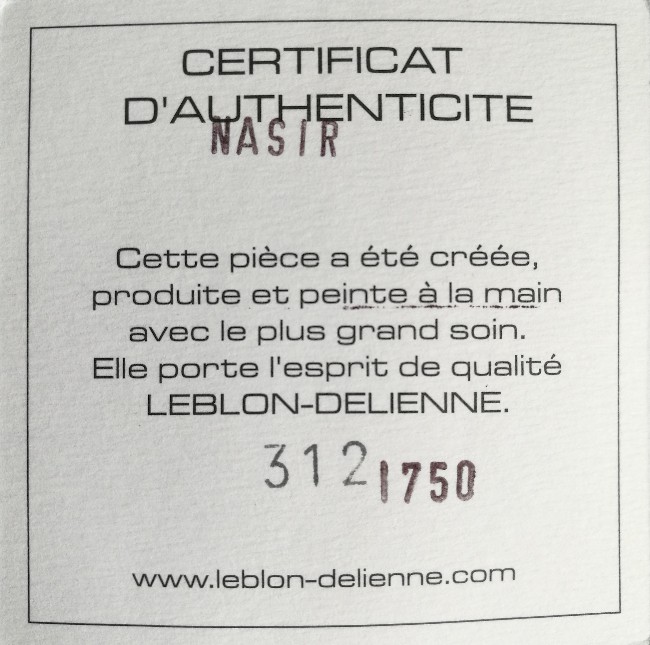 CERTIFICAT
D'AUTHENTICITE
NASIR
Cette pièce a été créée,
produite et peinte à la main
avec le plus grand soin.
Elle porte l'esprit de qualité
LEBLON-DELIENNE.
312 1750
www.leblon-delienne.com